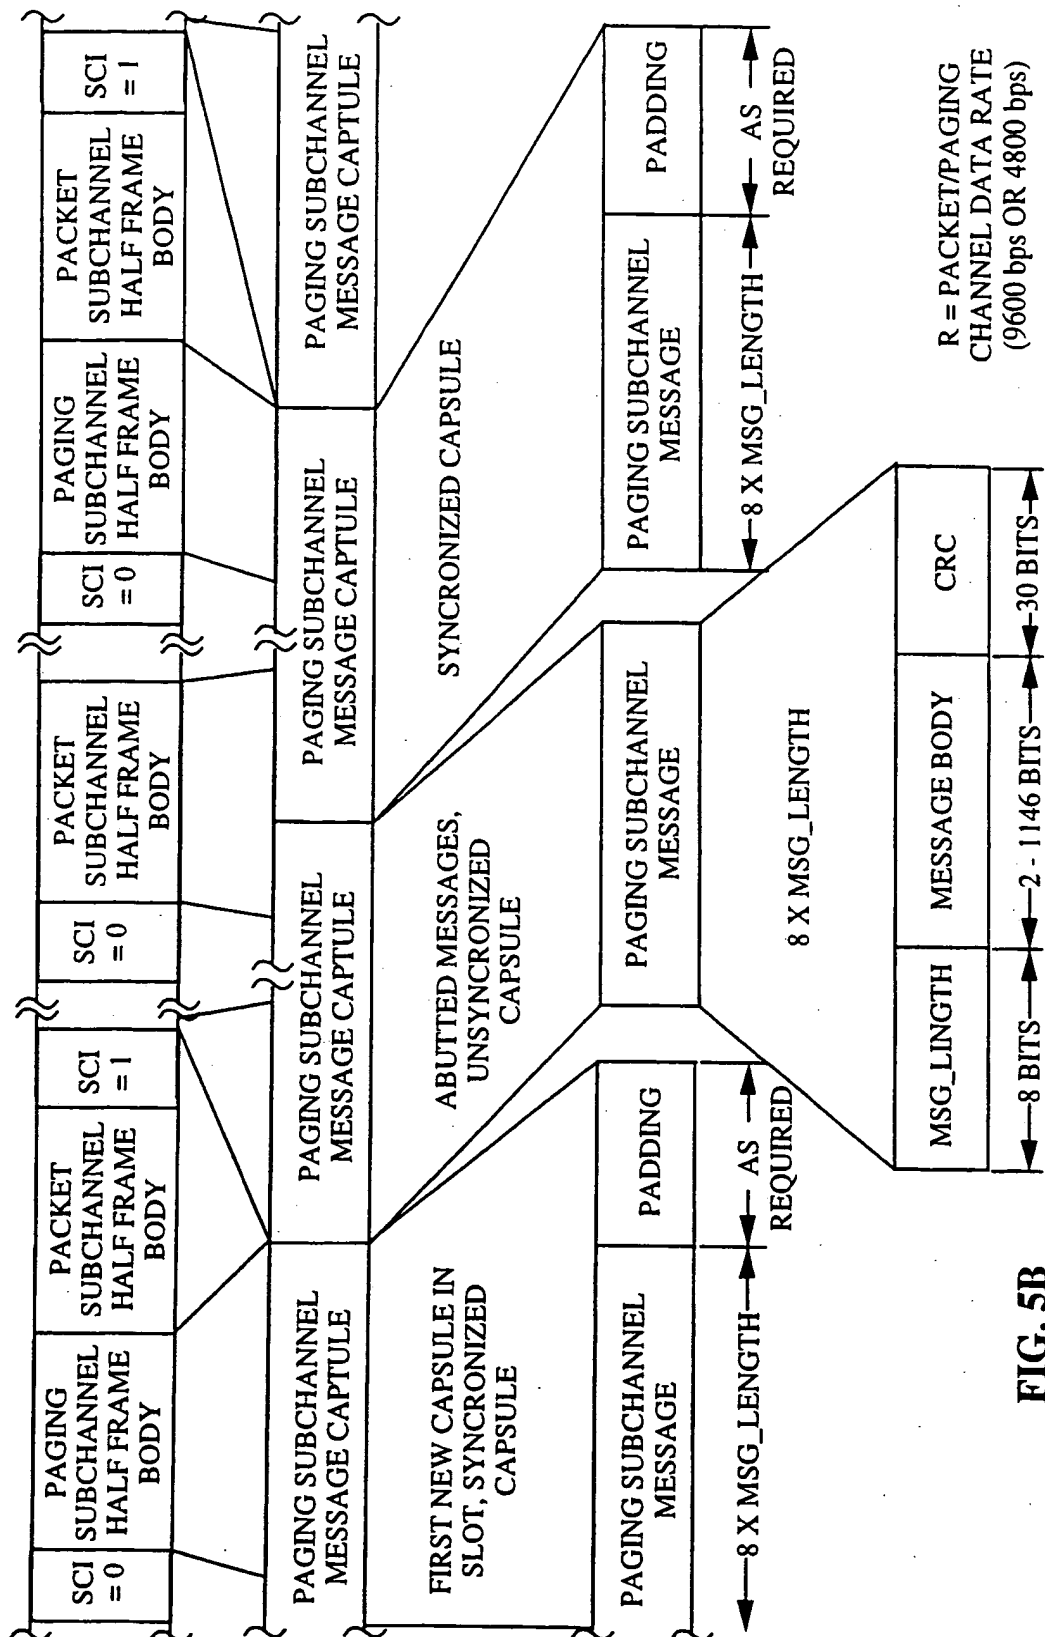 SCI
= 0
PAGING
SUBCHANNEL
HALF FRAME
BODY
PACKET
SUBCHANNEL
HALF FRAME
BODY
SCI
= 1
SCI
= 0
PACKET
SUBCHANNEL
HALF FRAME
BODY
SCI
= 0
PAGING
SUBCHANNEL
HALF FRAME
BODY
PACKET
SUBCHANNEL
HALF FRAME
BODY
SCI
= 1
PAGING SUBCHANNEL
MESSAGE CAPTULE
PAGING SUBCHANNEL
MESSAGE CAPTULE
PAGING SUBCHANNEL
MESSAGE CAPTULE
PAGING SUBCHANNEL
MESSAGE CAPTULE
FIRST NEW CAPSULE IN
SLOT, SYNCRONIZED
CAPSULE
ABUTTED MESSAGES,
UNSYNCRONIZED
CAPSULE
SYNCRONIZED CAPSULE
PAGING SUBCHANNEL
MESSAGE
PADDING
PAGING SUBCHANNEL
MESSAGE
PAGING SUBCHANNEL
MESSAGE
PADDING
8 X MSG_LENGTH
AS
REQUIRED
8 X MSG_LENGTH
8 X MSG_LENGTH
AS
REQUIRED
MSG_LINGTH
MESSAGE BODY
CRC
8 BITS
2 - 1146 BITS
30 BITS
R = PACKET/PAGING
CHANNEL DATA RATE
(9600 bps OR 4800 bps)
FIG. 5B